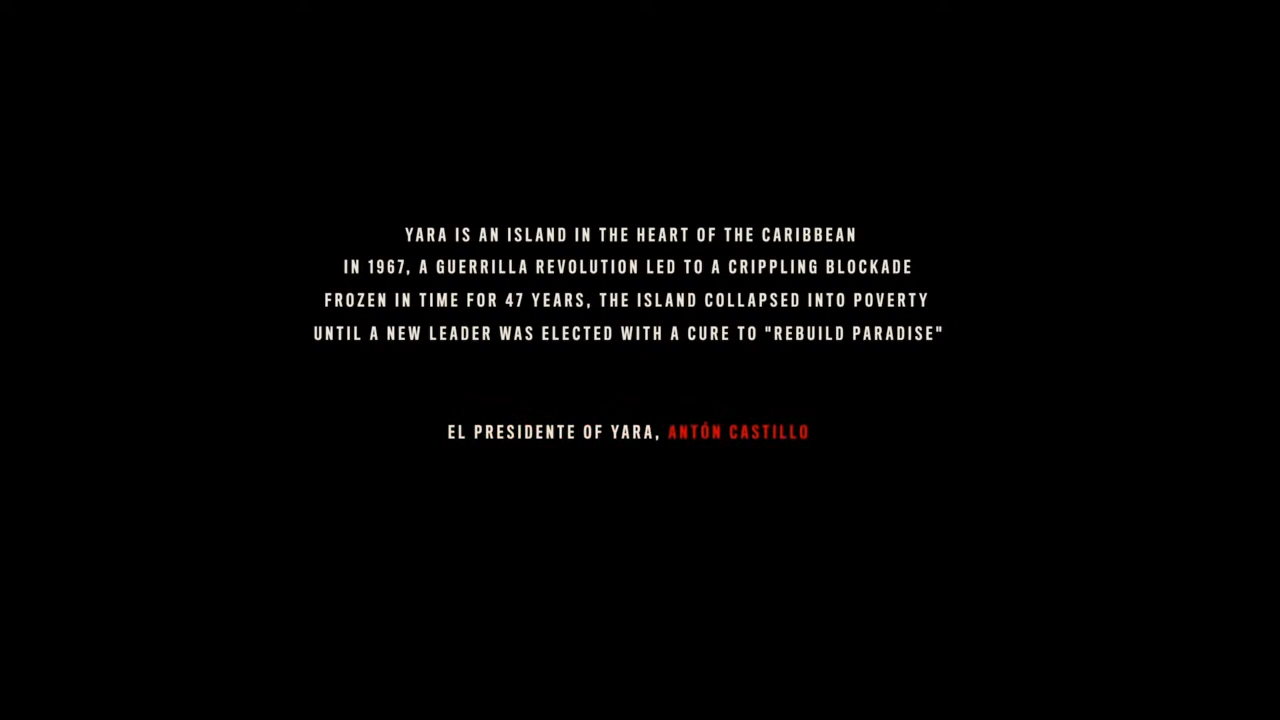 YARA IS AN ISLAND IN THE HEART OF THE CARIBBEAN
IN 1967, A GUERRILLA REVOLUTION LED TO A CRIPPLING BLOCKADE
FROZEN IN TIME FOR 47 YEARS, THE ISLAND COLLAPSED INTO POVERTY
UNTIL A NEW LEADER WAS ELECTED WITH A CURE TO "REBUILD PARADISE"
EL PRESIDENTE OF YARA, ANTÓN CASTILLO